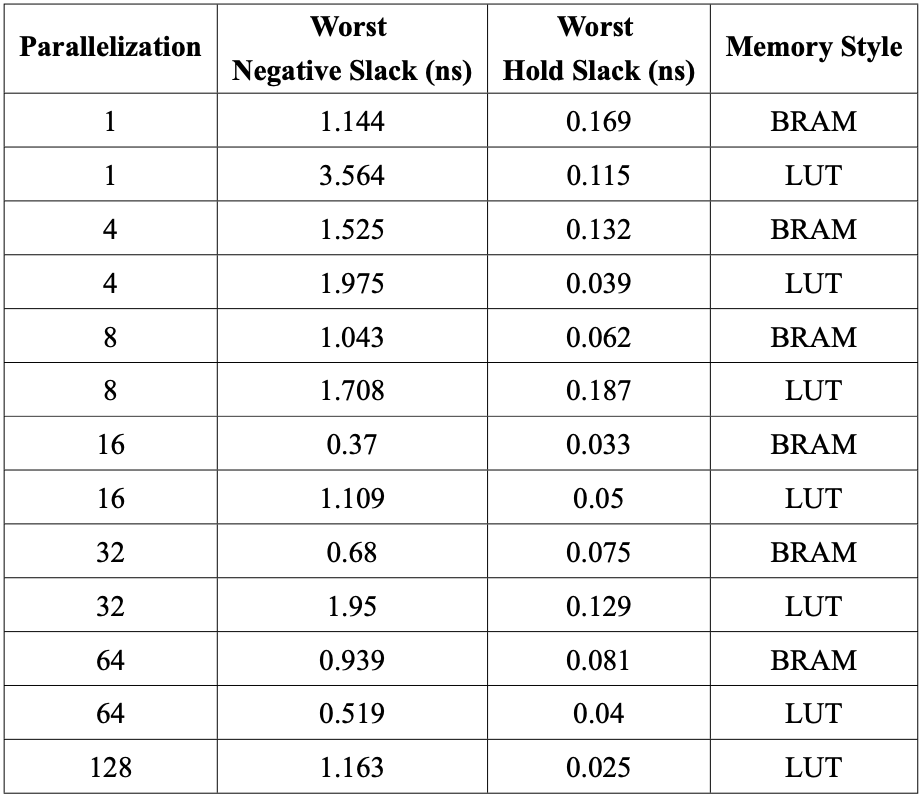 Parallelization Worst Negative Slack (ns) Worst Hold Slack (ns) Memory Style
1 1.144 0.169 BRAM
1 3.564 0.115 LUT
4 1.525 0.132 BRAM
4 1.975 0.039 LUT
8 1.043 0.062 BRAM
8 1.708 0.187 LUT
16 0.37 0.033 BRAM
16 1.109 0.05 LUT
32 0.68 0.075 BRAM
32 1.95 0.129 LUT
64 0.939 0.081 BRAM
64 0.519 0.04 LUT
128 1.163 0.025 LUT